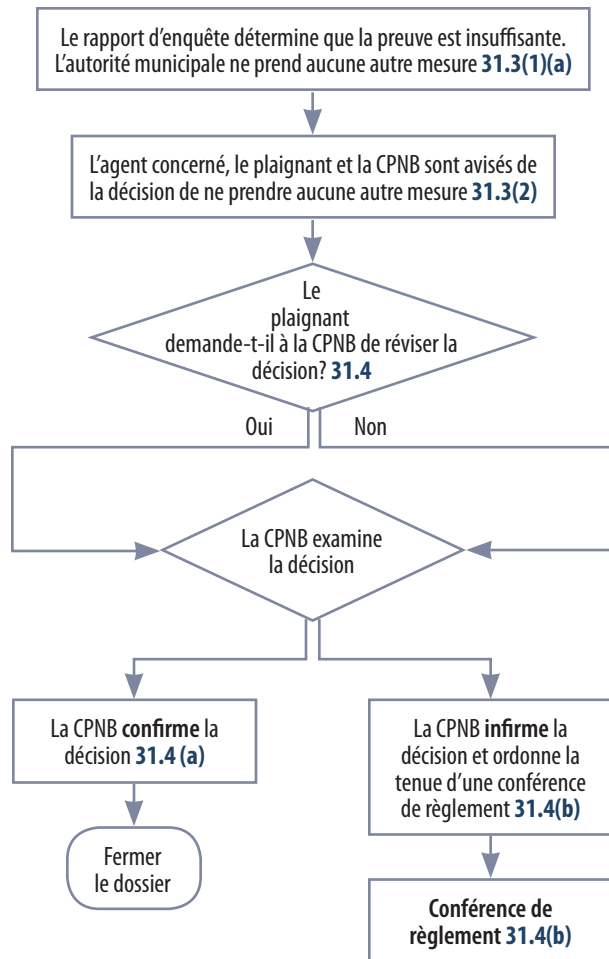 Le rapport d’enquête détermine que la preuve est insuffisante.
L’autorité municipale ne prend aucune autre mesure 31.3(1)(a)
L’agent concerné, le plaignant et la CPNB sont avisés de
la décision de ne prendre aucune autre mesure 31.3(2)
Le
plaignant
demande-t-il à la CPNB de réviser la
décision? 31.4
Oui
Non
La CPNB examine
la décision
La CPNB confirme la
décision 31.4 (a)
Fermer
le dossier
La CPNB infirme la
décision et ordonne la
tenue d’une conférence
de règlement 31.4(b)
Conférence de
règlement 31.4(b)